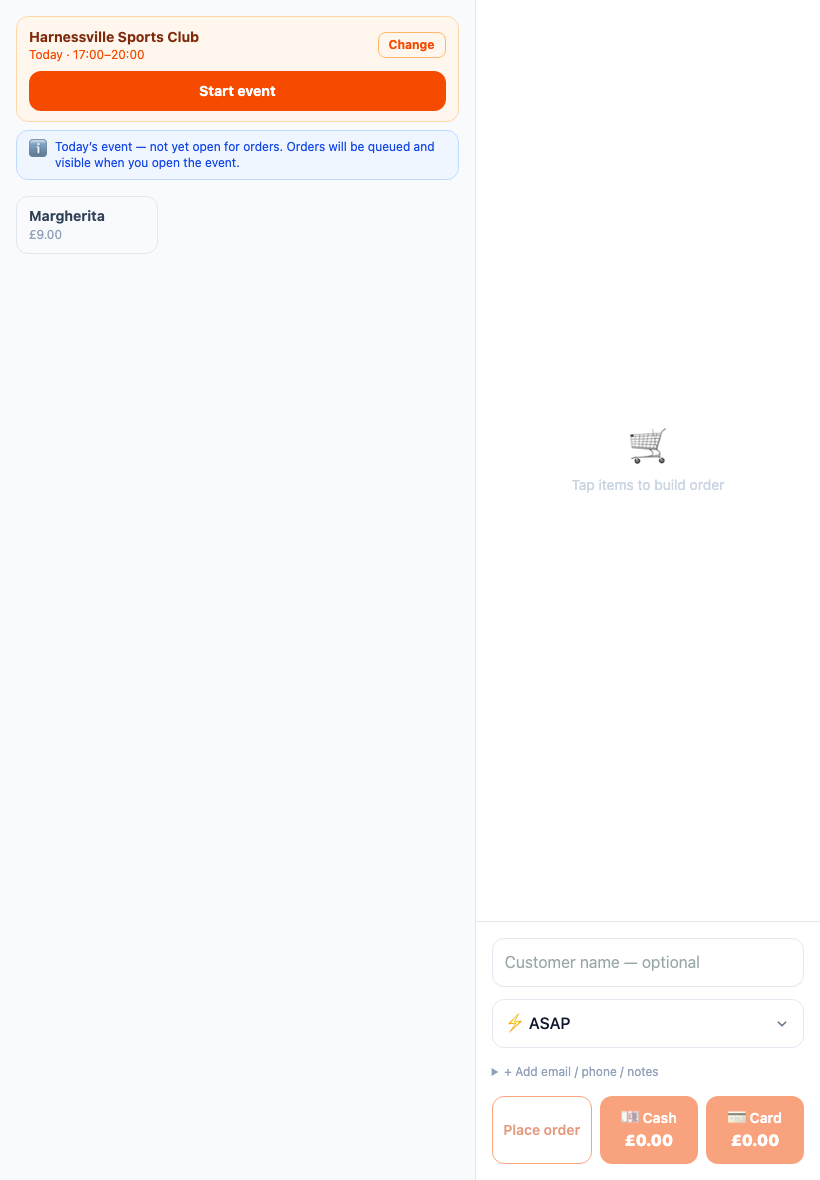 Harnessville Sports Club
Today · 17:00–20:00
Change
Start event
Today's event — not yet open for orders. Orders will be queued and
visible when you open the event.
Margherita
£9.00
Tap items to build order
Customer name — optional
ASAP
+ Add email / phone / notes
Place order
Cash
£0.00
Card
£0.00